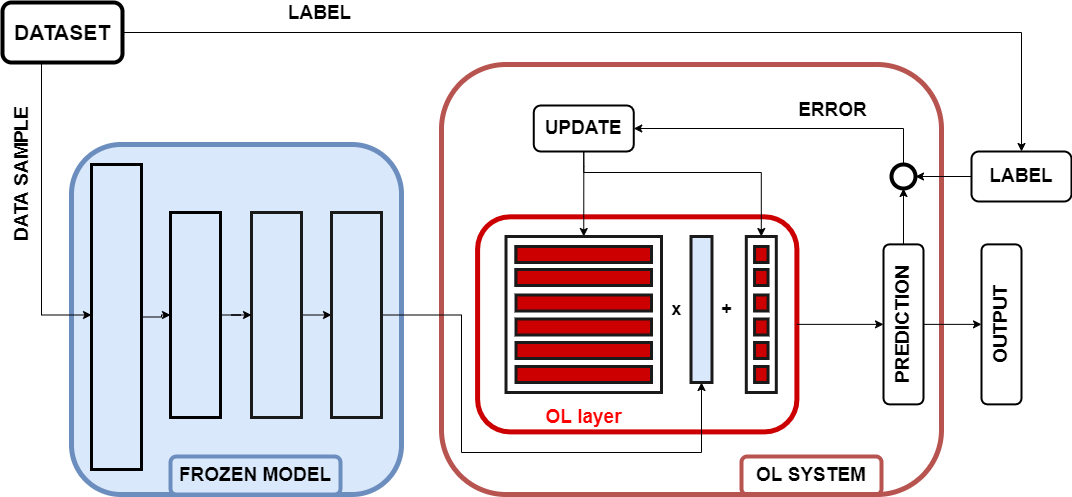 LABEL
DATASET
DATA SAMPLE
UPDATE
ERROR
LABEL
x
+
OL layer
PREDICTION
OUTPUT
FROZEN MODEL
OL SYSTEM